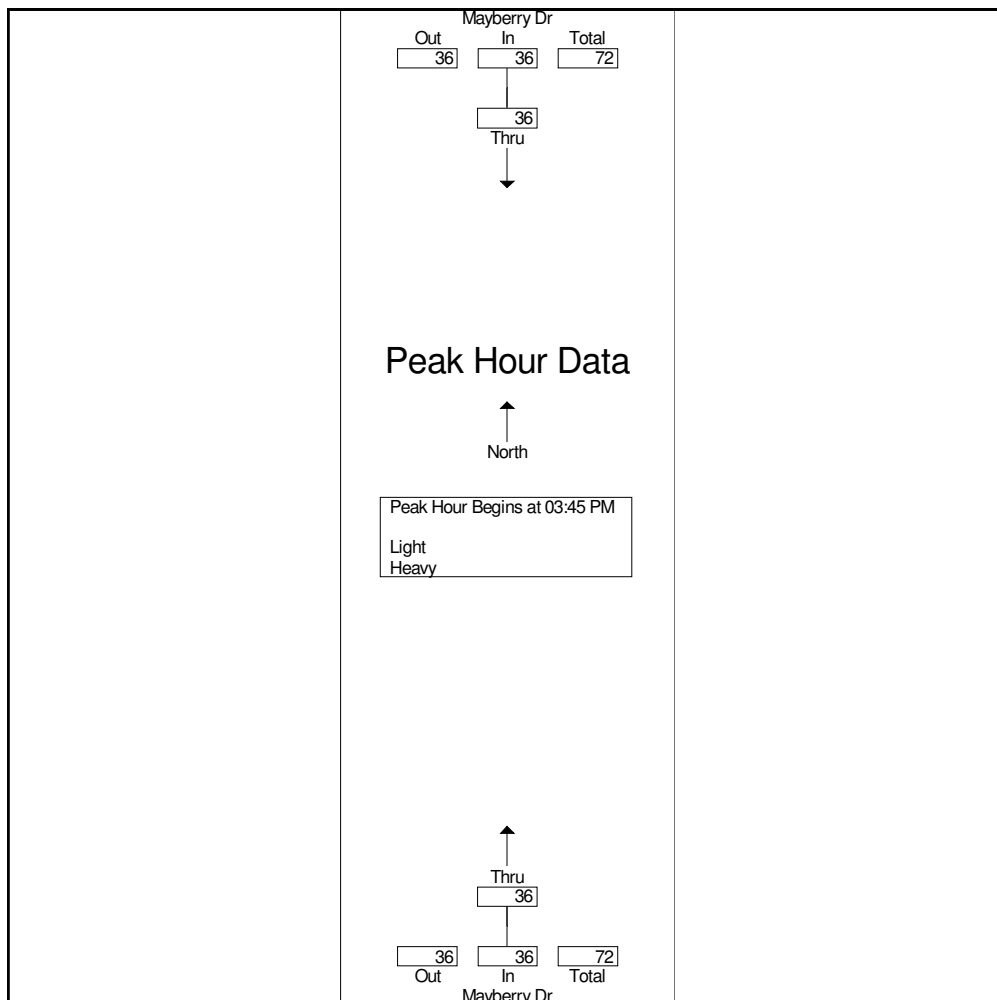 Mayberry Dr
Out In Total
36 36 72
36
Thru
Peak Hour Data
North
Peak Hour Begins at 03:45 PM
Light
Heavy
Thru
36
36 36 72
Out In Total
Mayberry Dr